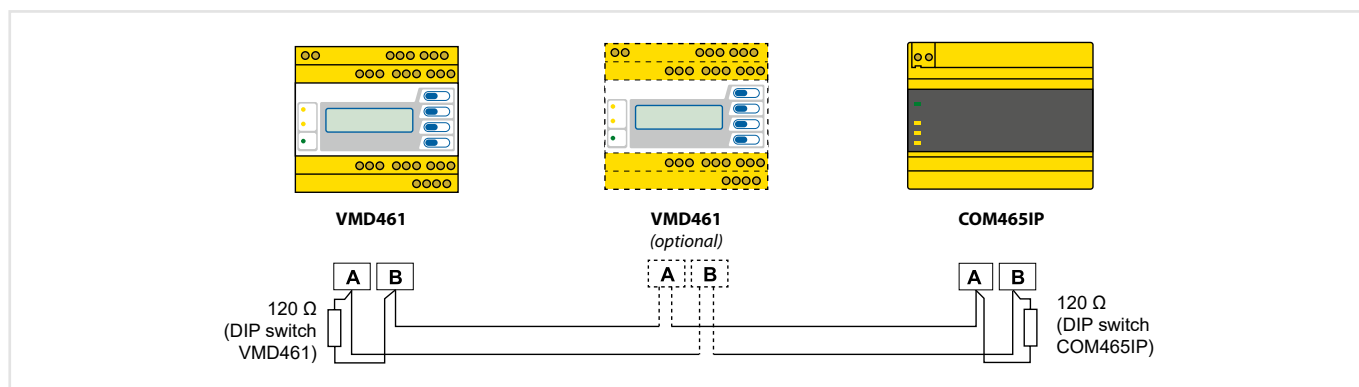 VMD461
VMD461
(optional)
COM465IP
A B
A B
A B
120 Ω
(DIP switch
VMD461)
120 Ω
(DIP switch
COM465IP)